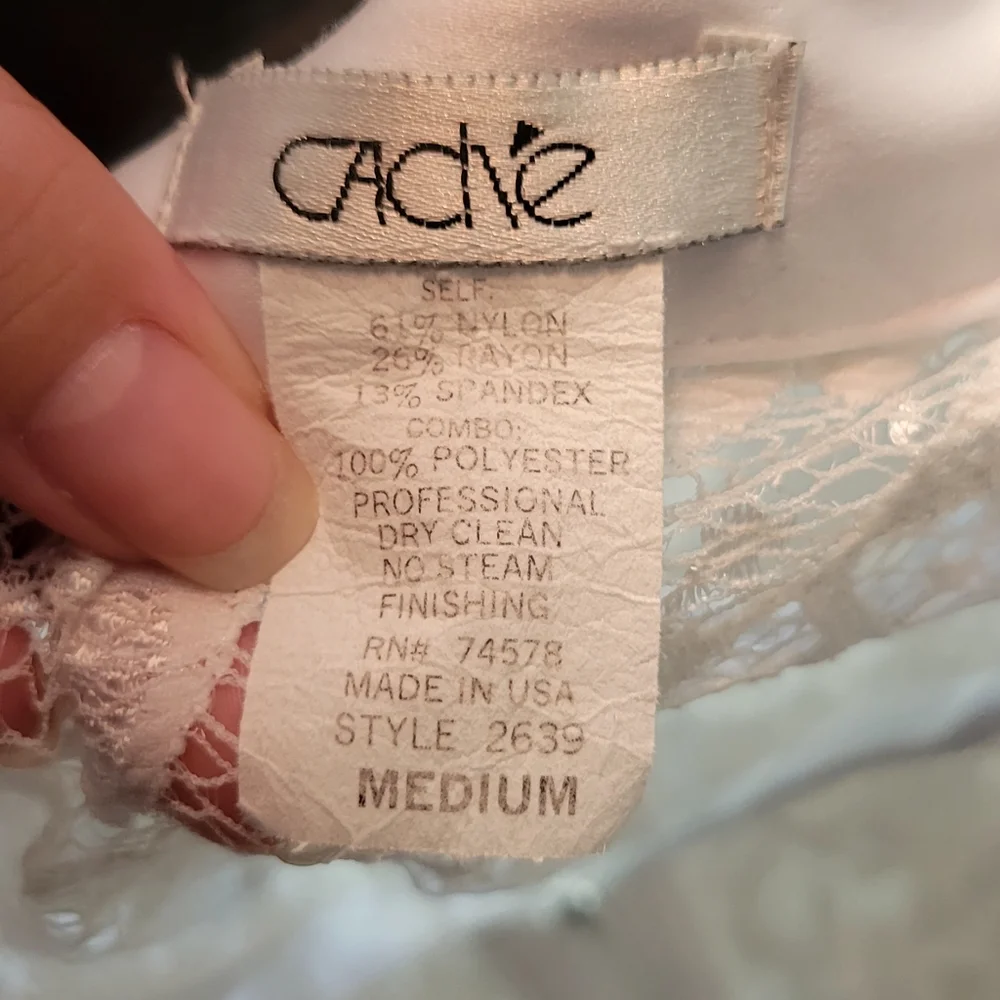 CACHÉ
SELF:
61% NYLON
26% RAYON
13% SPANDEX
COMBO:
100% POLYESTER
PROFESSIONAL
DRY CLEAN
NO STEAM
FINISHING
RN# 74578
MADE IN USA
STYLE 2639
MEDIUM